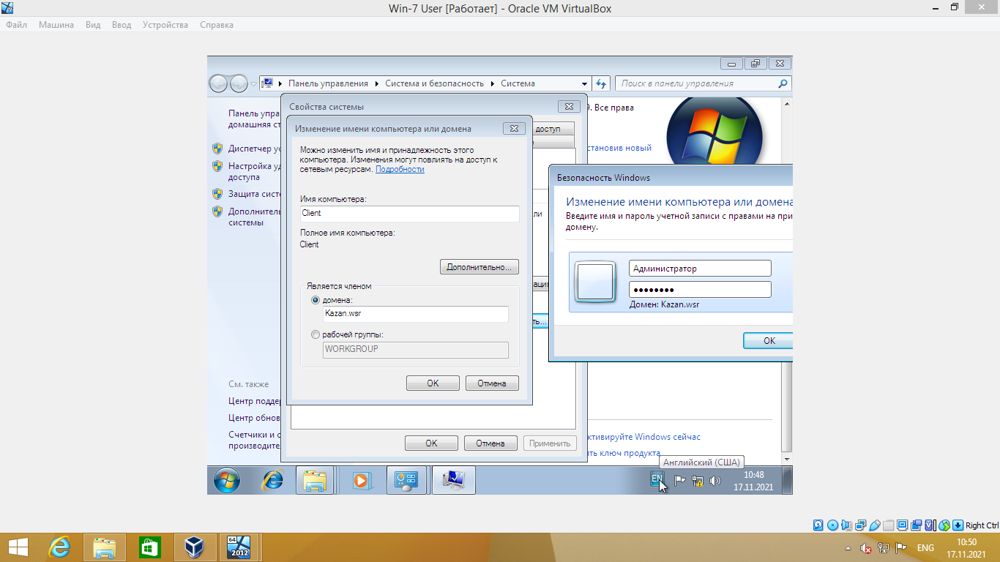 Win-7 User [Работает] - Oracle VM VirtualBox
Файл Машина Вид Ввод Устройства Справка
Панель управления Система и безопасность Система
Поиск в панели управления
Панель упра
домашняя ст
Диспетчер ус
Настройка уд
доступа
Защита систе
Дополнитель
системы
См. также
Центр поддер
Центр обнов
Счетчики и с
производите
Свойства системы
доступ
Изменение имени компьютера или домена
Можно изменить имя и принадлежность этого
компьютера. Изменения могут повлиять на доступ к
сетевым ресурсам. Подробности
Имя компьютера:
Client
Полное имя компьютера:
Client
Дополнительно...
Является членом
домена:
Kazan.wsr
рабочей группы:
WORKGROUP
OK Отмена
ли
ация
ть...
OK Отмена Применить
9. Все права
становив новый
Безопасность Windows
Изменение имени компьютера или домена
Введите имя и пароль учетной записи с правами на при
домену.
Администратор
Домен: Kazan.wsr
OK
ктивируйте Windows сейчас
ть ключ продукта
Английский (США)
EN
10:48
17.11.2021
Right Ctrl
64
2012
ENG
10:50
17.11.2021